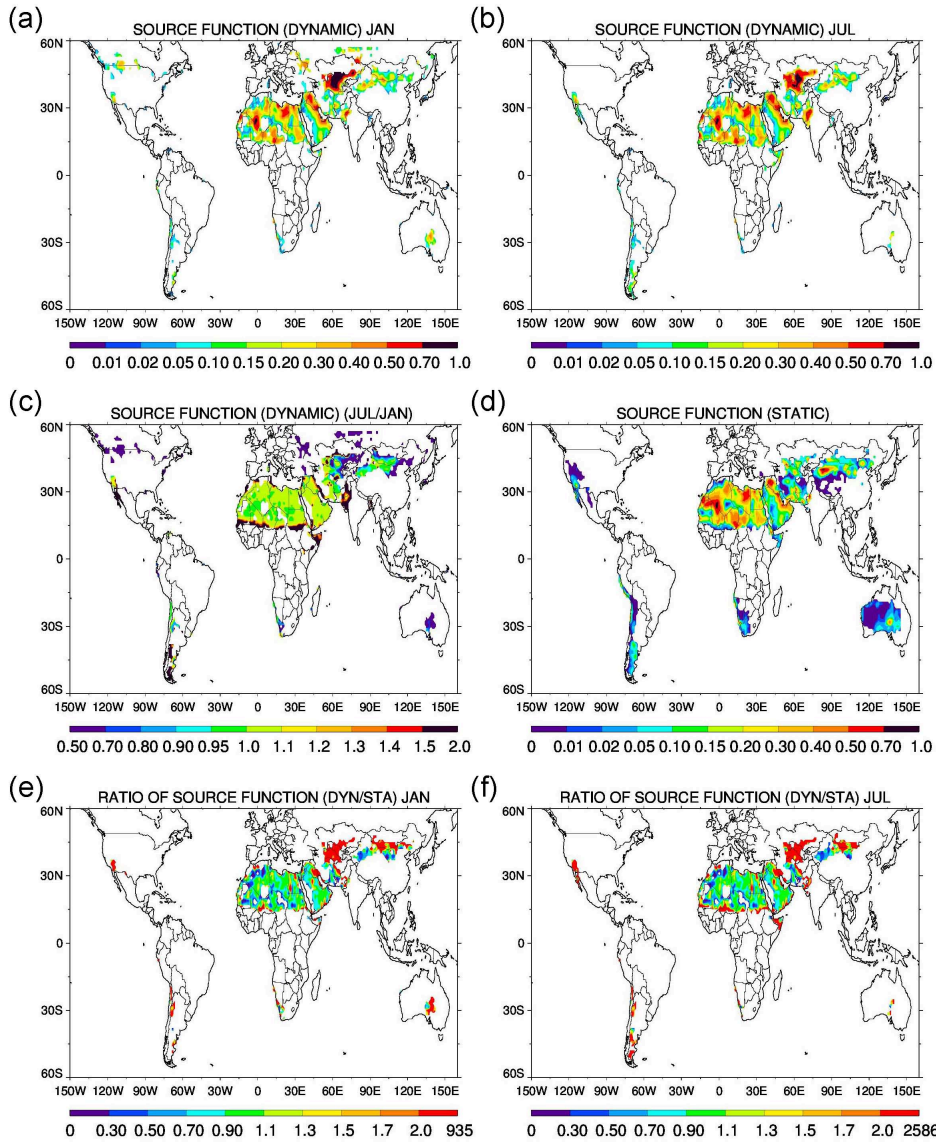 (a) (b)
SOURCE FUNCTION (DYNAMIC) JAN SOURCE FUNCTION (DYNAMIC) JUL
60N 60N
30N 30N
0 0
30S 30S
60S 60S
150W 120W 90W 60W 30W 0 30E 60E 90E 120E 150E 150W 120W 90W 60W 30W 0 30E 60E 90E 120E 150E
0 0.01 0.02 0.05 0.10 0.15 0.20 0.30 0.40 0.50 0.70 1.0 0 0.01 0.02 0.05 0.10 0.15 0.20 0.30 0.40 0.50 0.70 1.0
(c) (d)
SOURCE FUNCTION (DYNAMIC) (JUL/JAN) SOURCE FUNCTION (STATIC)
60N 60N
30N 30N
0 0
30S 30S
60S 60S
150W 120W 90W 60W 30W 0 30E 60E 90E 120E 150E 150W 120W 90W 60W 30W 0 30E 60E 90E 120E 150E
0.50 0.70 0.80 0.90 0.95 1.0 1.1 1.2 1.3 1.4 1.5 2.0 0 0.01 0.02 0.05 0.10 0.15 0.20 0.30 0.40 0.50 0.70 1.0
(e) (f)
RATIO OF SOURCE FUNCTION (DYN/STA) JAN RATIO OF SOURCE FUNCTION (DYN/STA) JUL
60N 60N
30N 30N
0 0
30S 30S
60S 60S
150W 120W 90W 60W 30W 0 30E 60E 90E 120E 150E 150W 120W 90W 60W 30W 0 30E 60E 90E 120E 150E
0 0.30 0.50 0.70 0.90 1.1 1.3 1.5 1.7 2.0 935 0 0.30 0.50 0.70 0.90 1.1 1.3 1.5 1.7 2.0 2586